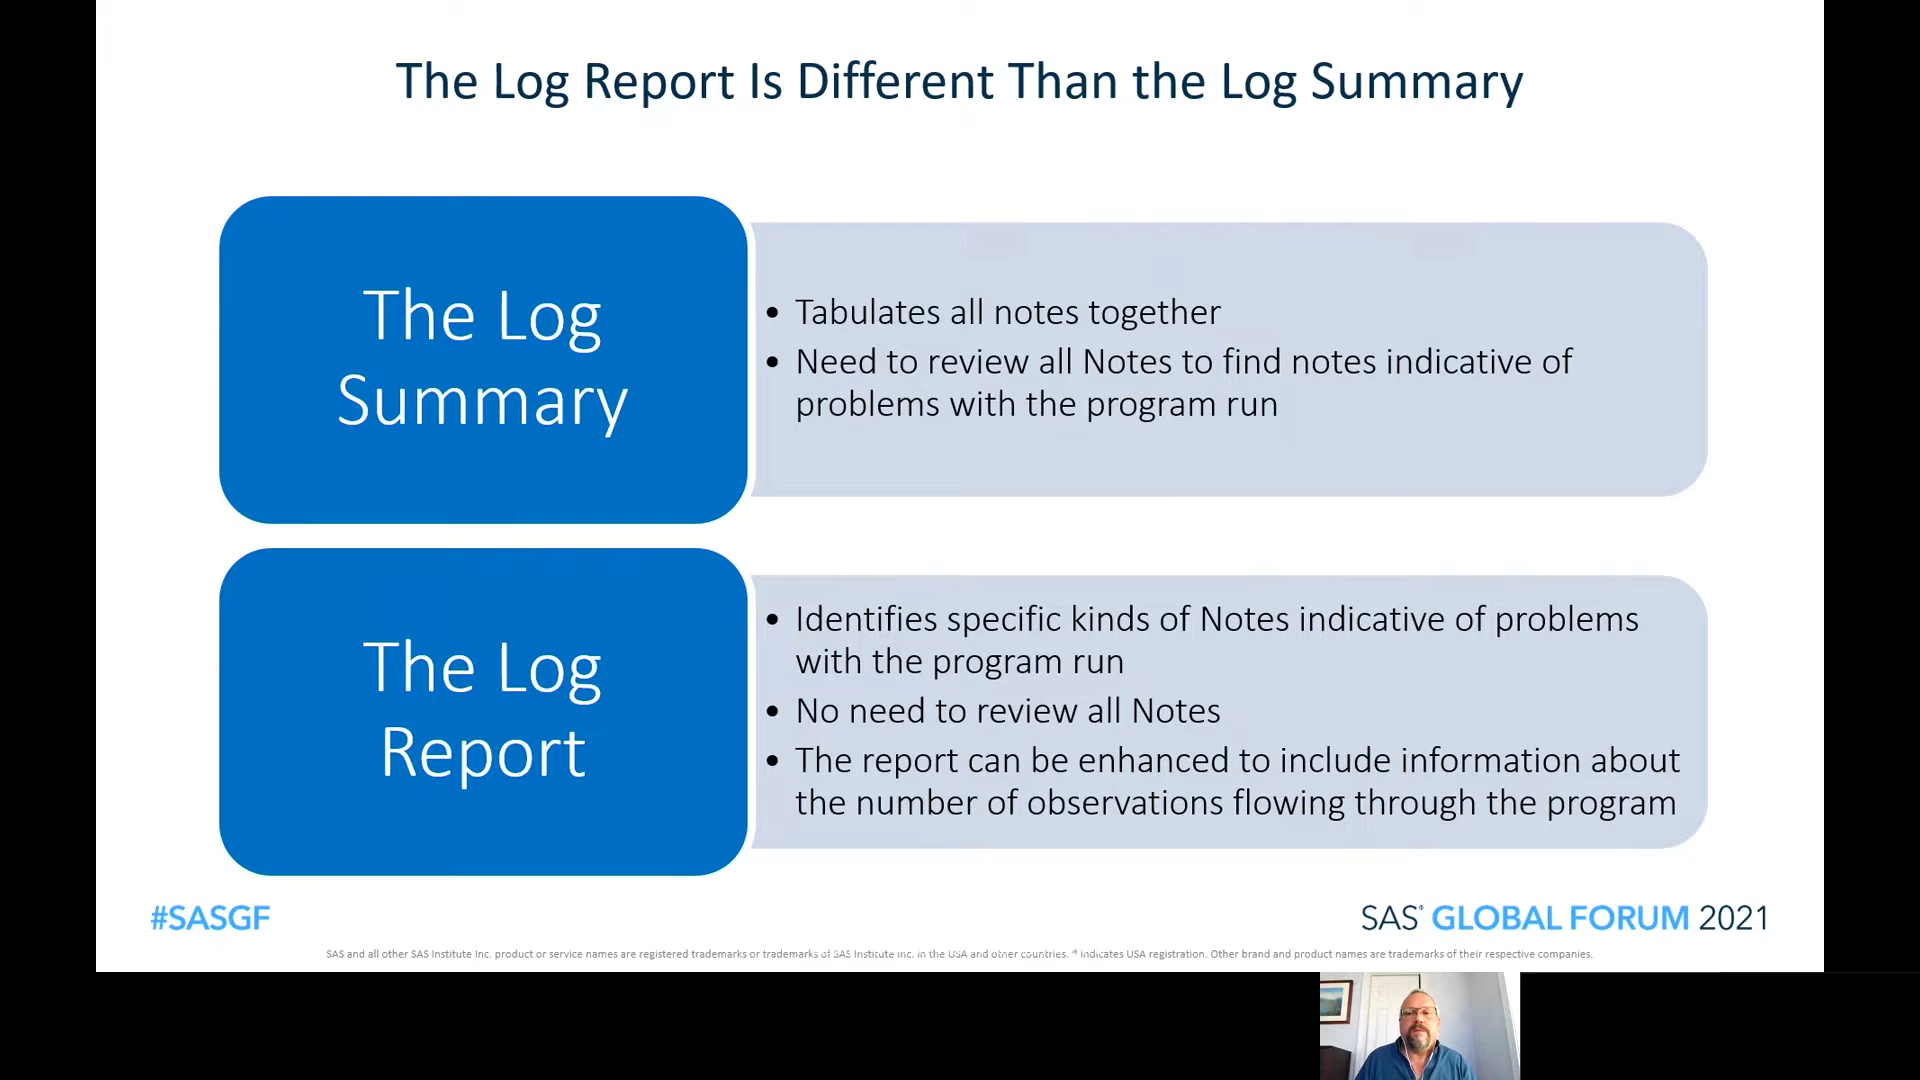 The Log Report Is Different Than the Log Summary
The Log
Summary
• Tabulates all notes together
• Need to review all Notes to find notes indicative of
problems with the program run
The Log
Report
• Identifies specific kinds of Notes indicative of problems
with the program run
• No need to review all Notes
• The report can be enhanced to include information about
the number of observations flowing through the program
#SASGF
SAS® GLOBAL FORUM 2021
SAS and all other SAS Institute Inc. product or service names are registered trademarks or trademarks of SAS Institute Inc. in the USA and other countries. ® indicates USA registration. Other brand and product names are trademarks of their respective companies.